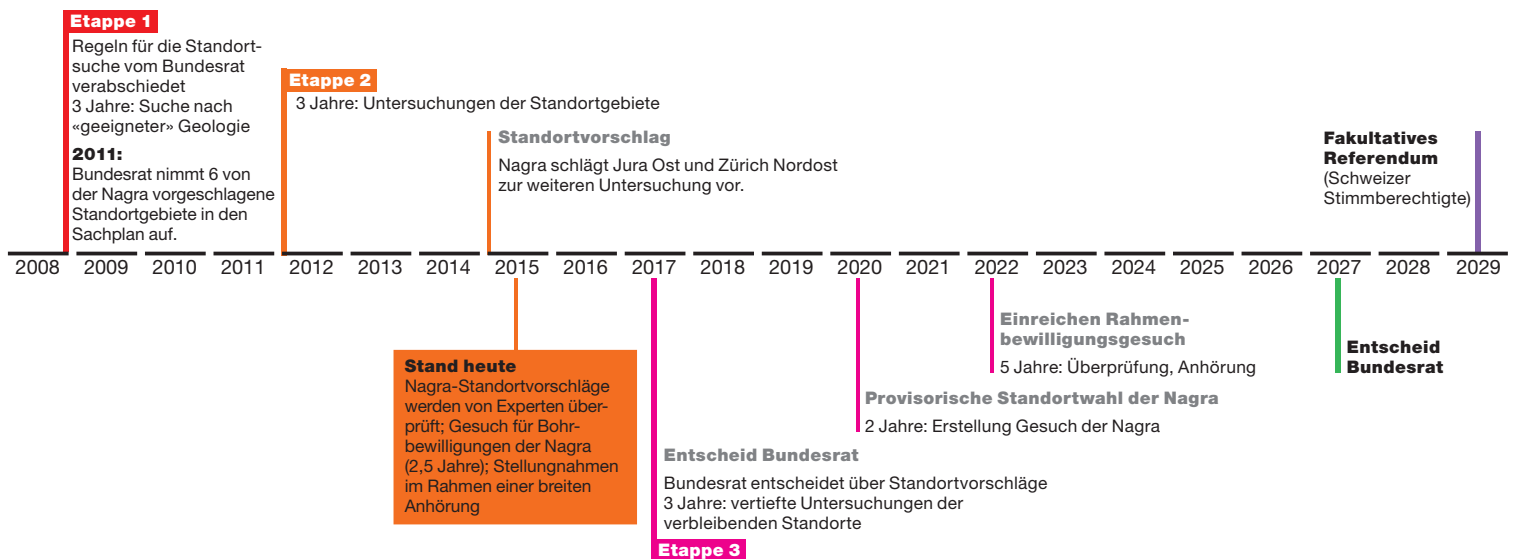 Etappe 1
Regeln für die Standort-
suche vom Bundesrat
verabschiedet
3 Jahre: Suche nach
«geeigneter» Geologie
2011:
Bundesrat nimmt 6 von
der Nagra vorgeschlagene
Standortgebiete in den
Sachplan auf.
Etappe 2
3 Jahre: Untersuchungen der Standortgebiete
Standortvorschlag
Nagra schlägt Jura Ost und Zürich Nordost
zur weiteren Untersuchung vor.
Fakultatives
Referendum
(Schweizer
Stimmberechtigte)
2008 2009 2010 2011 2012 2013 2014 2015 2016 2017 2018 2019 2020 2021 2022 2023 2024 2025 2026 2027 2028 2029
Stand heute
Nagra-Standortvorschläge
werden von Experten über-
prüft; Gesuch für Bohr-
bewilligungen der Nagra
(2,5 Jahre); Stellungnahmen
im Rahmen einer breiten
Anhörung
Entscheid Bundesrat
Bundesrat entscheidet über Standortvorschläge
3 Jahre: vertiefte Untersuchungen der
verbleibenden Standorte
Etappe 3
Provisorische Standortwahl der Nagra
2 Jahre: Erstellung Gesuch der Nagra
Einreichen Rahmen-
bewilligungsgesuch
5 Jahre: Überprüfung, Anhörung
Entscheid
Bundesrat